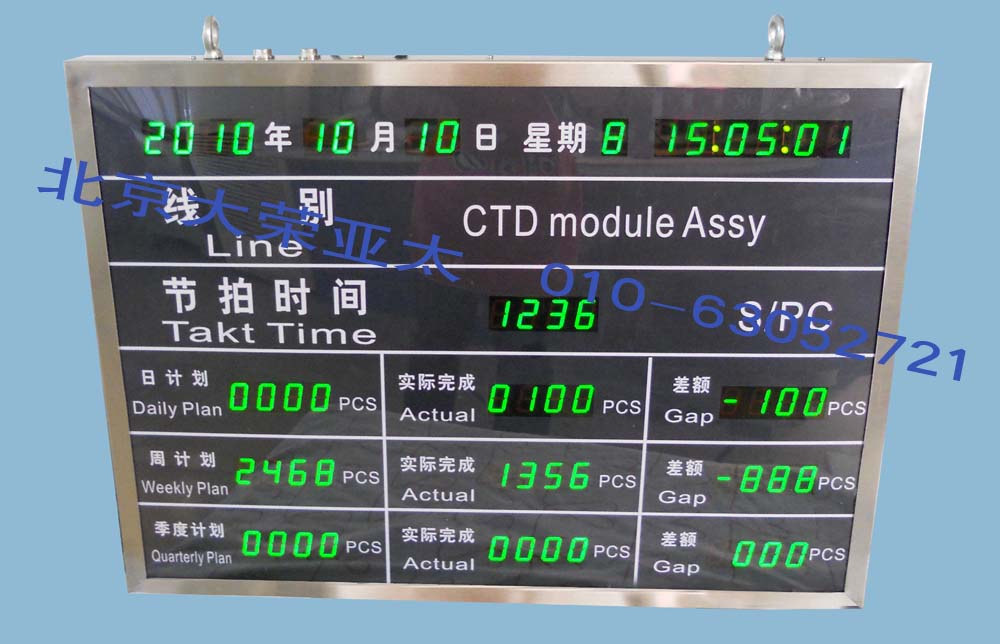 2010年10月10日 星期8 15:05:01
线 别
Line
CTD module Assy
节拍时间
Takt Time
1236 S/PC
日计划
Daily Plan 0000 PCS
实际完成
Actual 0100 PCS
差额
Gap -100 PCS
周计划
Weekly Plan 2468 PCS
实际完成
Actual 1356 PCS
差额
Gap -888 PCS
季度计划
Quarterly Plan 0000 PCS
实际完成
Actual 0000 PCS
差额
Gap 000 PCS
北京大荣亚太 010-63052721